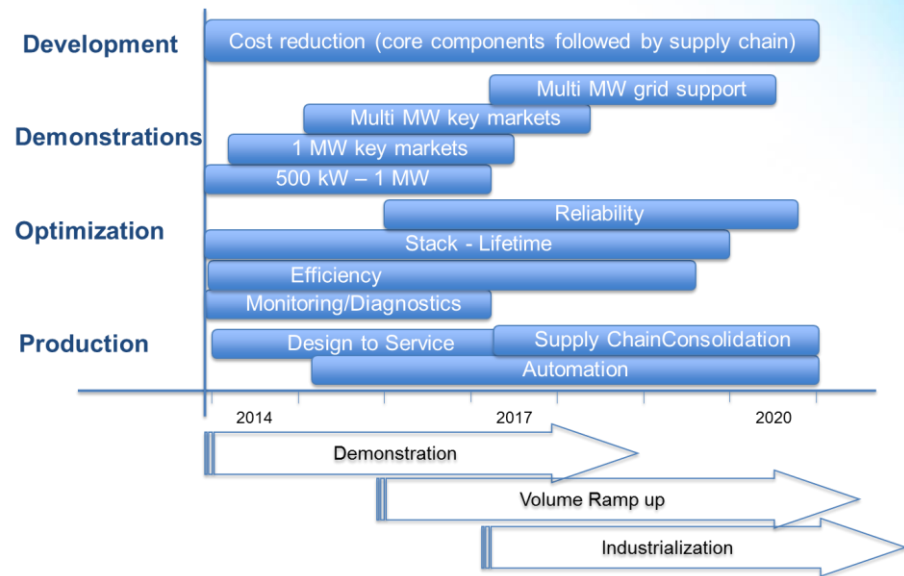 Development
Cost reduction (core components followed by supply chain)
Multi MW grid support
Demonstrations
Multi MW key markets
1 MW key markets
500 kW – 1 MW
Optimization
Reliability
Stack - Lifetime
Efficiency
Monitoring/Diagnostics
Production
Design to Service
Supply ChainConsolidation
Automation
2014
2017
2020
Demonstration
Volume Ramp up
Industrialization